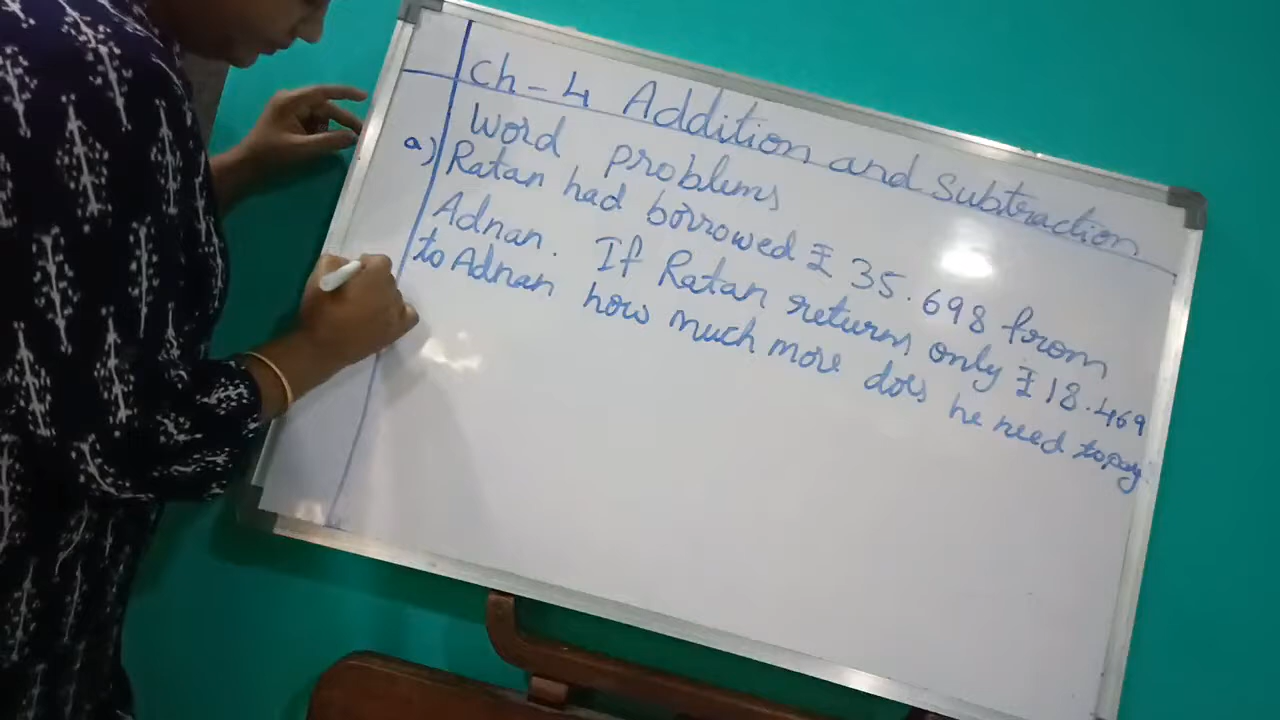 Ch-4 Addition and Subtraction
Word problems
a) Ratan had borrowed ₹ 35.698 from
Adnan. If Ratan returns only ₹ 18.469
to Adnan how much more does he need to pay.